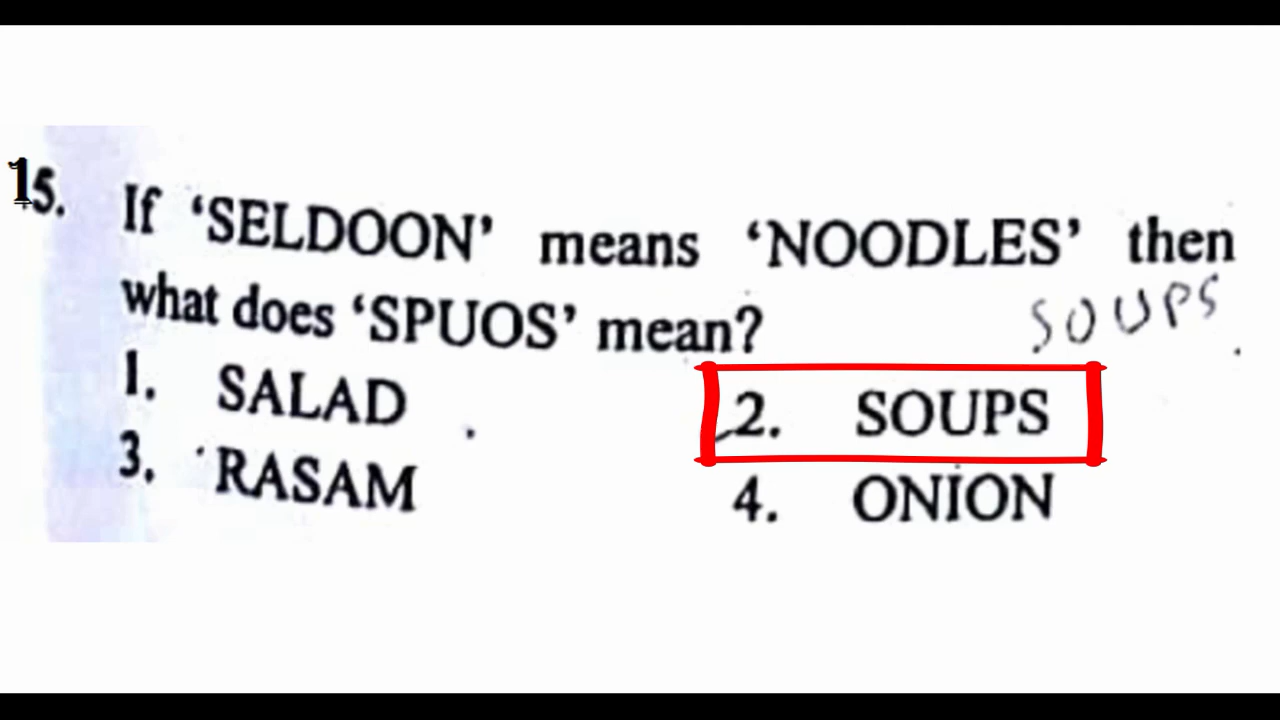 15. If ‘SELDOON’ means ‘NOODLES’ then
what does ‘SPUOS’ mean?
SOUPS
1. SALAD 2. SOUPS
3. RASAM 4. ONION